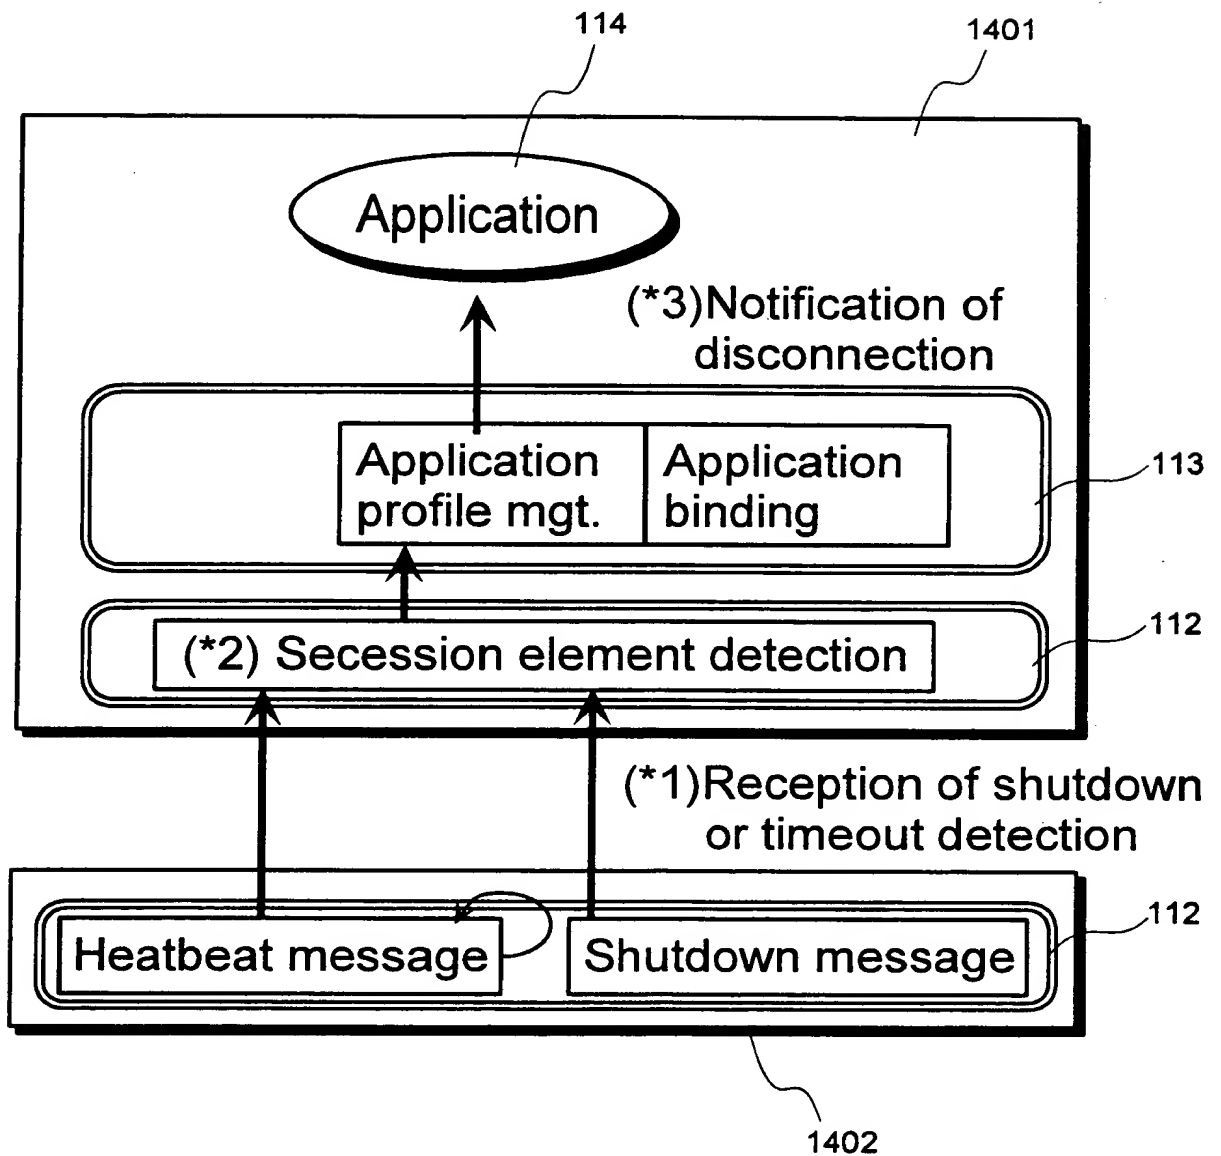 114
1401
Application
(*3)Notification of
disconnection
Application
profile mgt.
Application
binding
113
(*2) Secession element detection
112
(*1)Reception of shutdown
or timeout detection
Heatbeat message
Shutdown message
112
1402